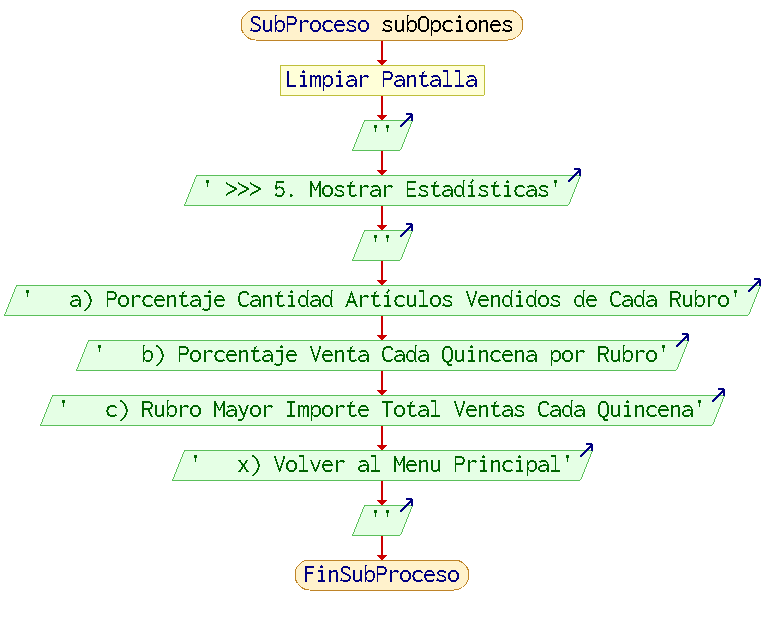 SubProceso subOpciones
Limpiar Pantalla
''
' >>> 5. Mostrar Estadísticas'
''
'   a) Porcentaje Cantidad Artículos Vendidos de Cada Rubro'
'   b) Porcentaje Venta Cada Quincena por Rubro'
'   c) Rubro Mayor Importe Total Ventas Cada Quincena'
'   x) Volver al Menu Principal'
''
FinSubProceso